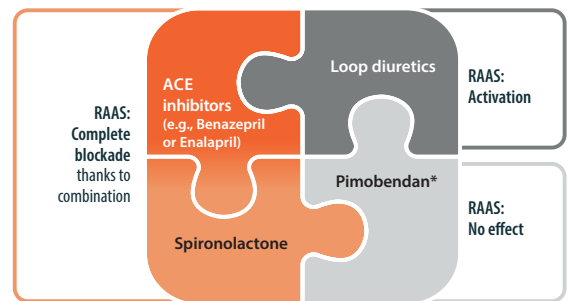 RAAS:
Complete
blockade
thanks to
combination
ACE
inhibitors
(e.g., Benazepril
or Enalapril)
Loop diuretics
RAAS:
Activation
Spironolactone
Pimobendan*
RAAS:
No effect